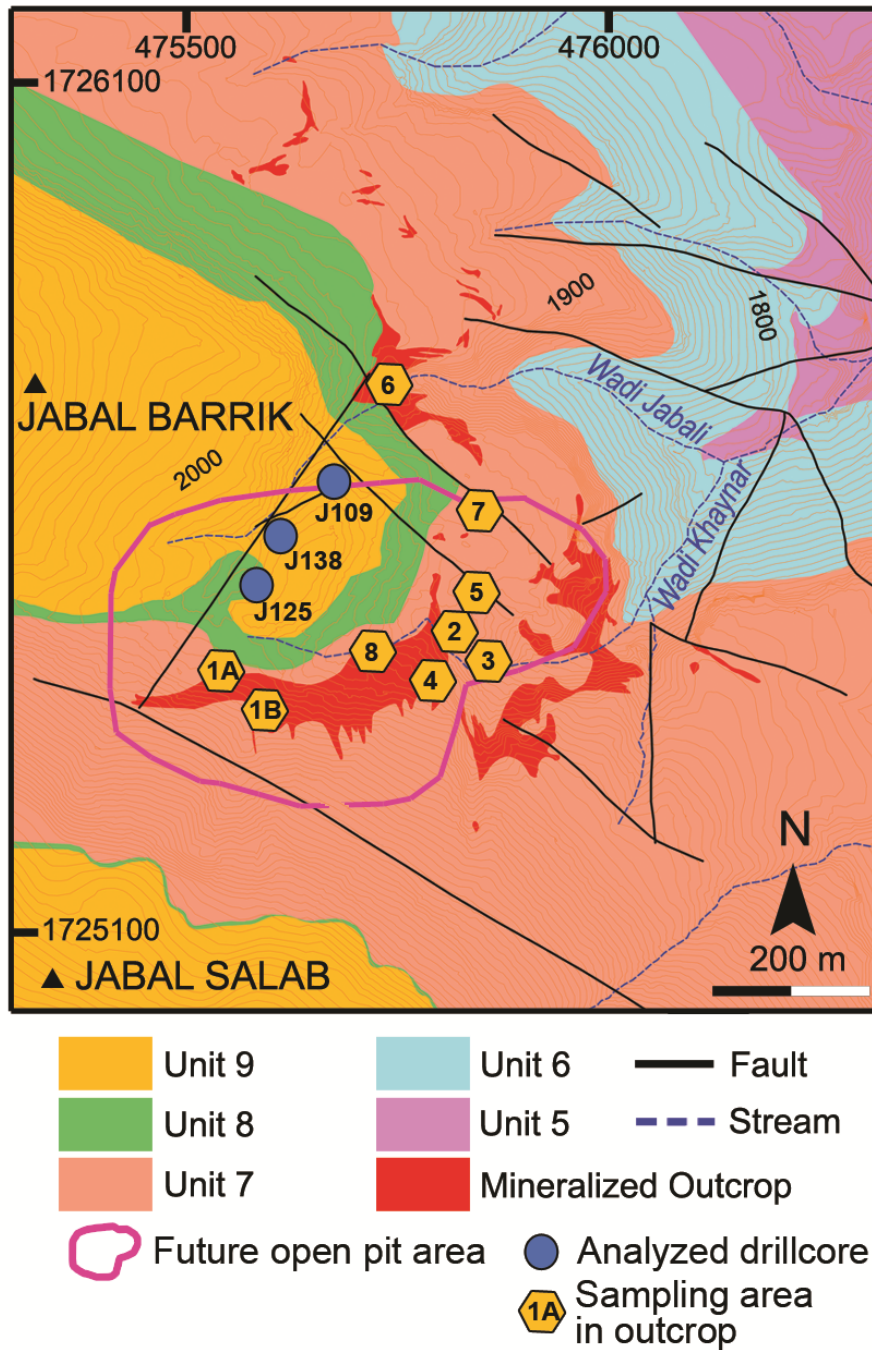 475500 476000
1726100
1900
1800
Wadi Jabali
6
JABAL BARRIK
2000
Wadi Khaynar
J109
7
J138
J125
5
2
8
3
1A
4
1B
N
1725100
200 m
JABAL SALAB
Unit 9 Unit 6 Fault
Unit 8 Unit 5 Stream
Unit 7 Mineralized Outcrop
Future open pit area Analyzed drillcore
1A Sampling area
in outcrop